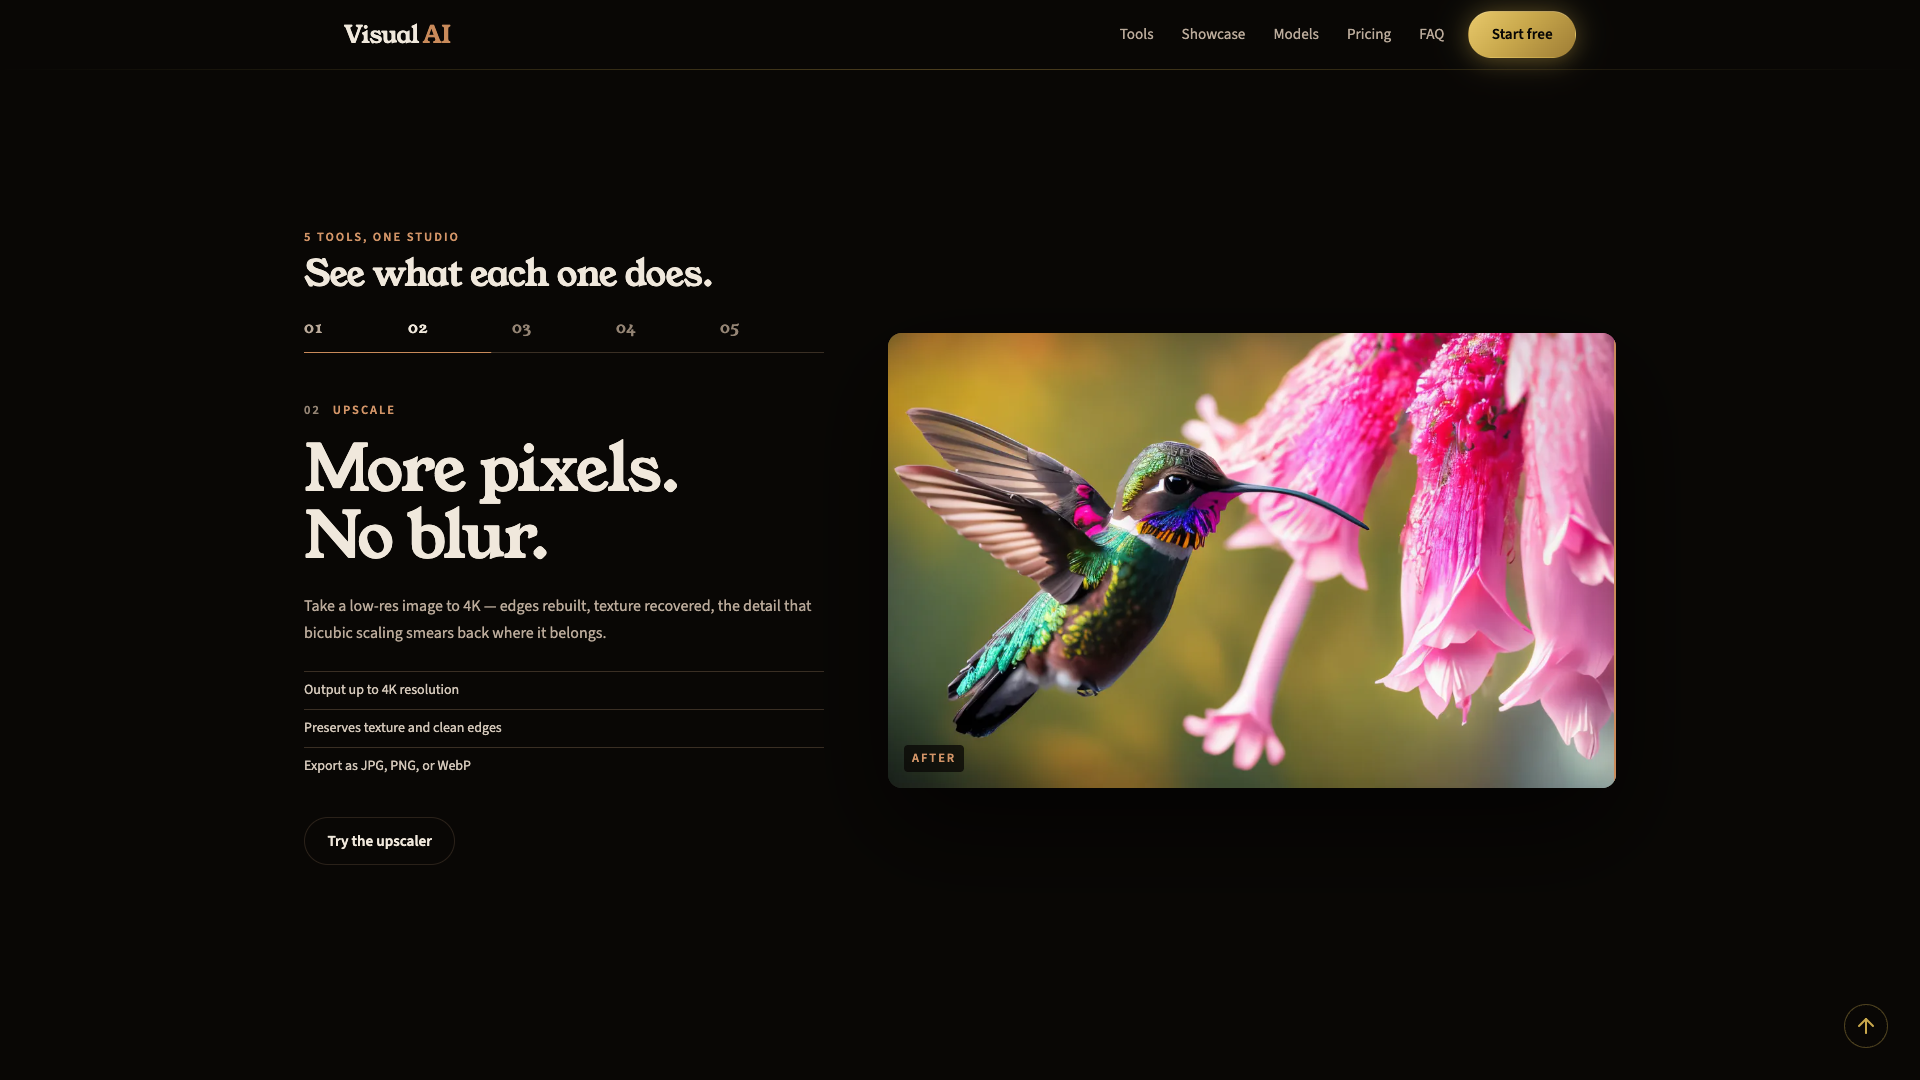 Visual AI
Tools Showcase Models Pricing FAQ Start free
5 TOOLS, ONE STUDIO
See what each one does.
01 02 03 04 05
02 UPSCALE
More pixels.
No blur.
Take a low-res image to 4K — edges rebuilt, texture recovered, the detail that
bicubic scaling smears back where it belongs.
Output up to 4K resolution
Preserves texture and clean edges
Export as JPG, PNG, or WebP
Try the upscaler
AFTER